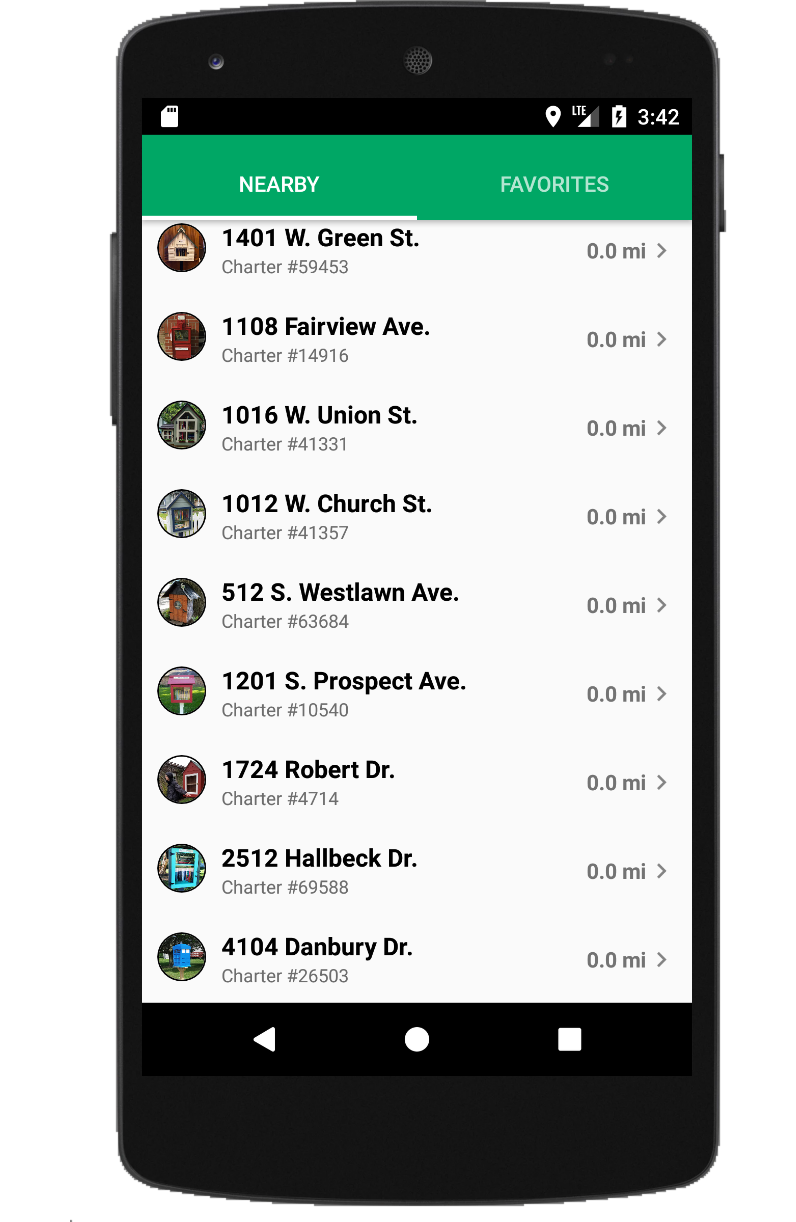 LTE 3:42
NEARBY FAVORITES
1401 W. Green St.
Charter #59453
0.0 mi
1108 Fairview Ave.
Charter #14916
0.0 mi
1016 W. Union St.
Charter #41331
0.0 mi
1012 W. Church St.
Charter #41357
0.0 mi
512 S. Westlawn Ave.
Charter #63684
0.0 mi
1201 S. Prospect Ave.
Charter #10540
0.0 mi
1724 Robert Dr.
Charter #4714
0.0 mi
2512 Hallbeck Dr.
Charter #69588
0.0 mi
4104 Danbury Dr.
Charter #26503
0.0 mi